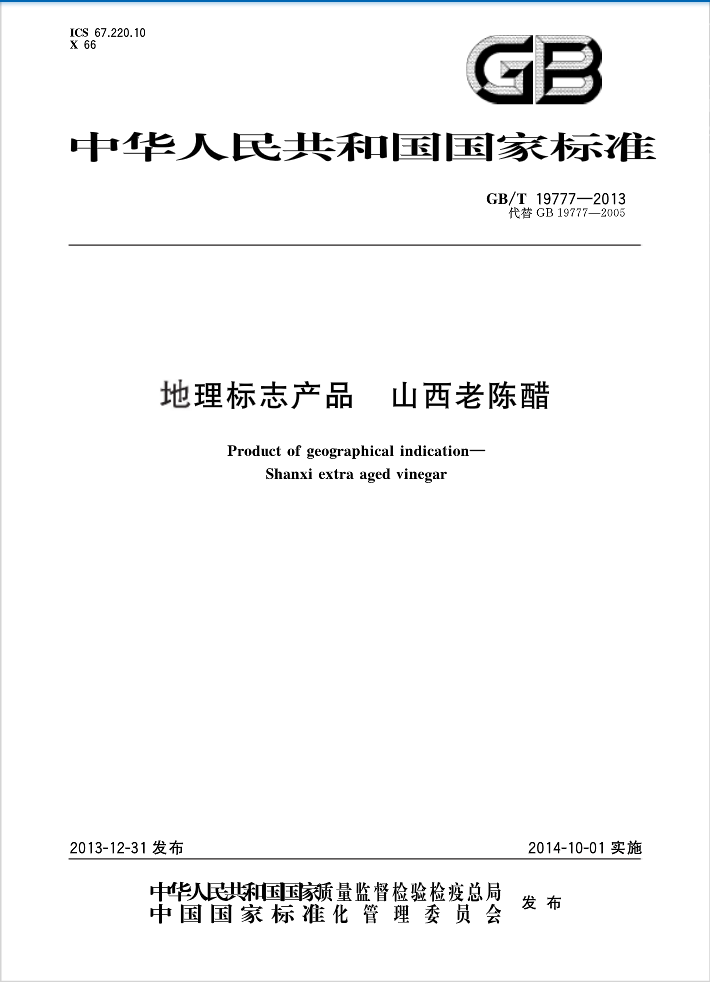 ICS 67.220.10
X 66
GB
中华人民共和国国家标准
GB/T 19777—2013
代替 GB 19777—2005
地理标志产品 山西老陈醋
Product of geographical indication—
Shanxi extra aged vinegar
2013-12-31 发布
2014-10-01 实施
中华人民共和国国家质量监督检验检疫总局
中国国家标准化管理委员会
发布